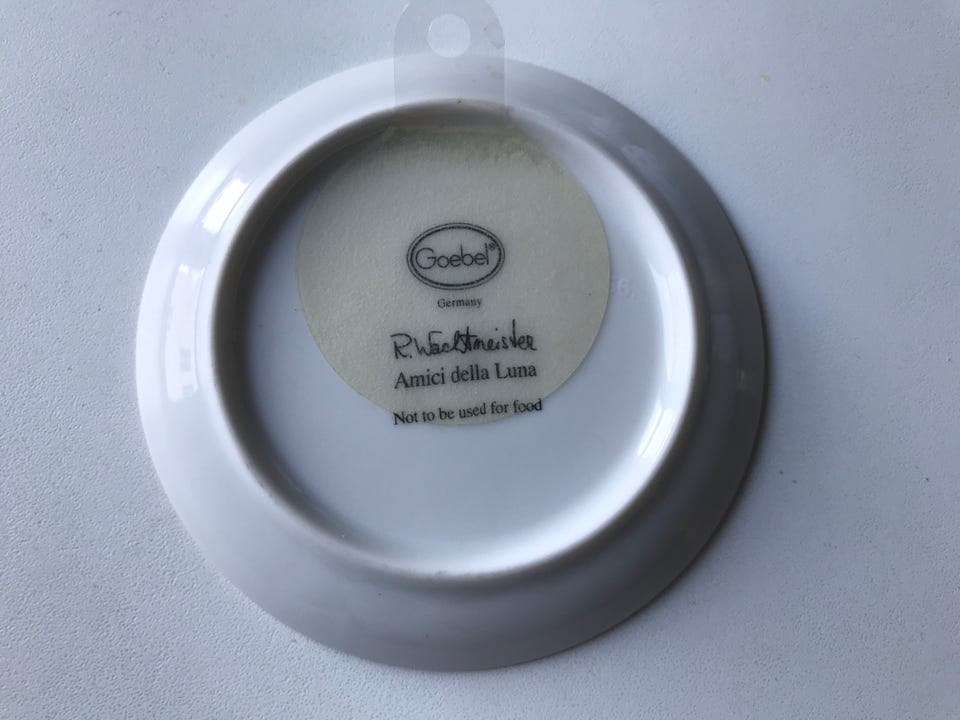 Goebel®
Germany
R. Wachtmeister
Amici della Luna
Not to be used for food